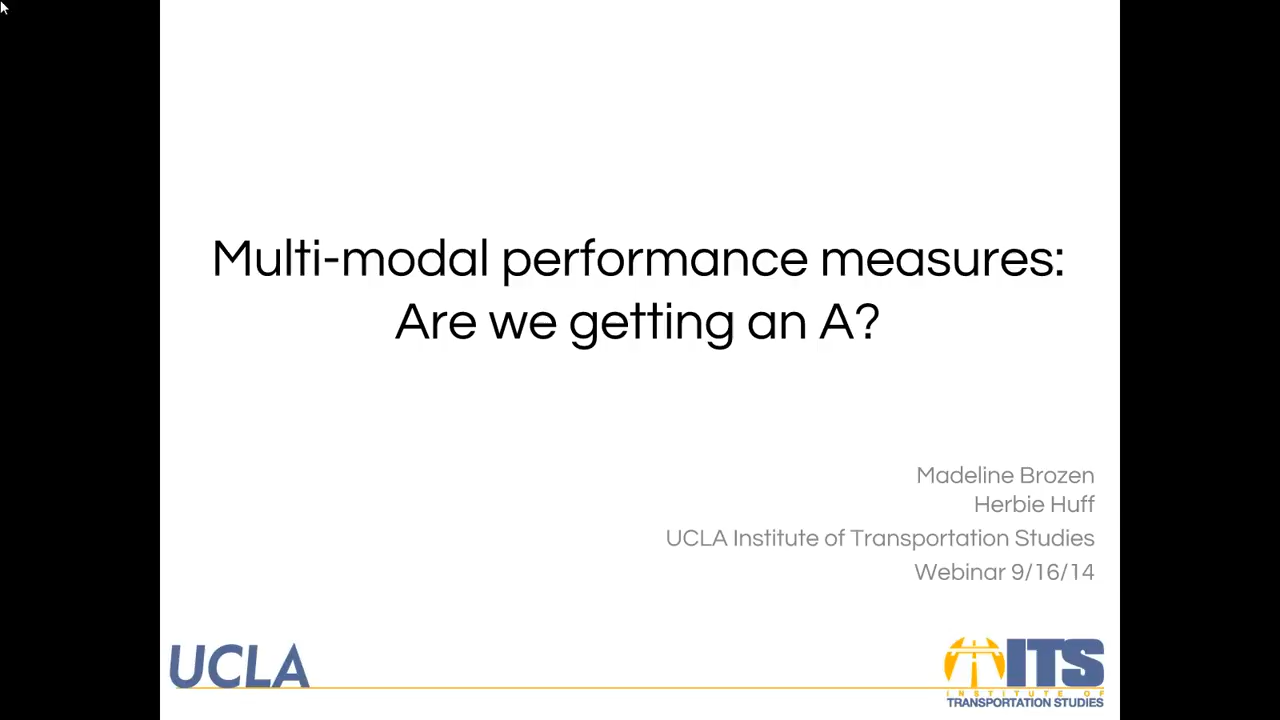 Multi-modal performance measures:
Are we getting an A?
Madeline Brozen
Herbie Huff
UCLA Institute of Transportation Studies
Webinar 9/16/14
UCLA
ITS
INSTITUTE OF
TRANSPORTATION STUDIES